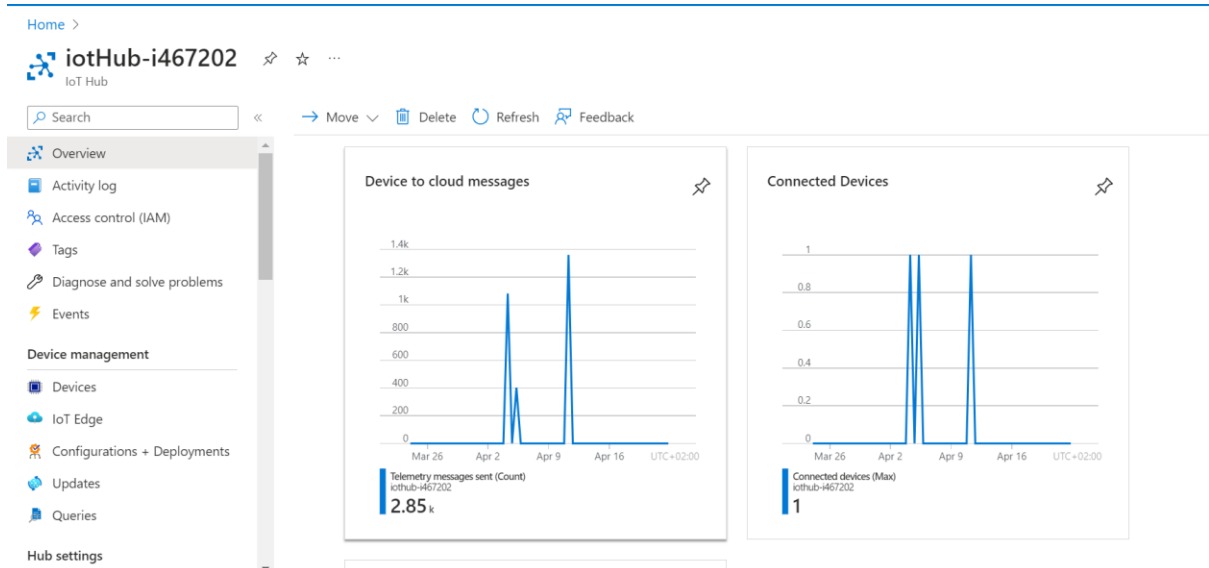 Home >
iotHub-i467202 ...
IoT Hub
Search «
Move Delete Refresh Feedback
Overview
Activity log
Access control (IAM)
Tags
Diagnose and solve problems
Events
Device management
Devices
IoT Edge
Configurations + Deployments
Updates
Queries
Hub settings
Device to cloud messages
1.4k
1.2k
1k
800
600
400
200
0
Mar 26 Apr 2 Apr 9 Apr 16 UTC+02:00
Telemetry messages sent (Count)
iothub-i467202
2.85 k
Connected Devices
1
0.8
0.6
0.4
0.2
0
Mar 26 Apr 2 Apr 9 Apr 16 UTC+02:00
Connected devices (Max)
iothub-i467202
1